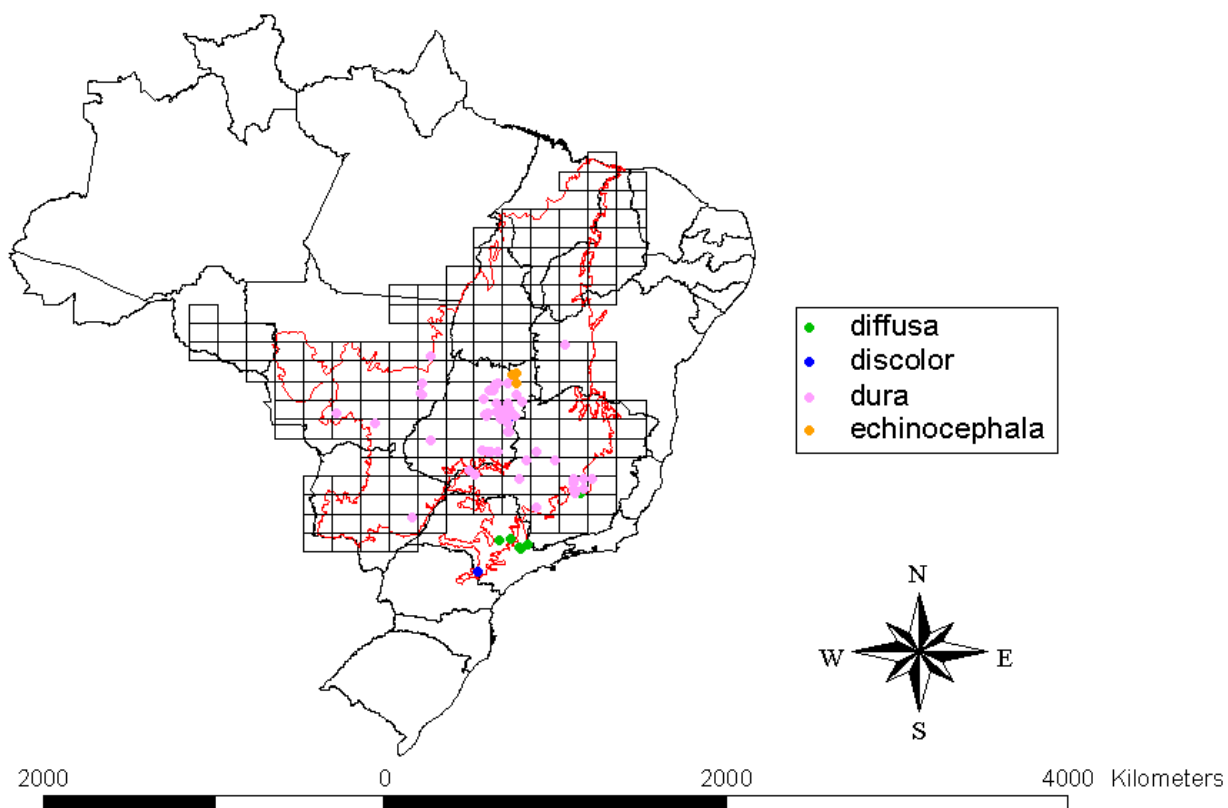 diffusa
discolor
dura
echinocephala
N
W E
S
2000 0 2000 4000 Kilometers